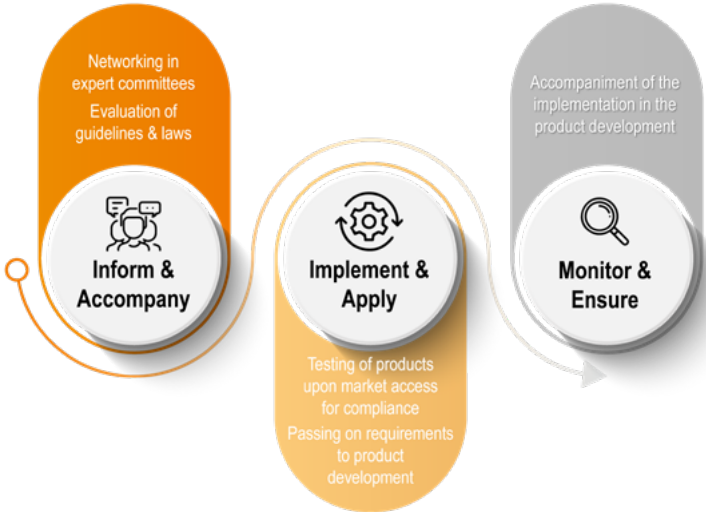 Networking in
expert committees
Evaluation of
guidelines & laws
Inform &
Accompany
Implement &
Apply
Testing of products
upon market access
for compliance
Passing on requirements
to product
development
Accompaniment of the
implementation in the
product development
Monitor &
Ensure